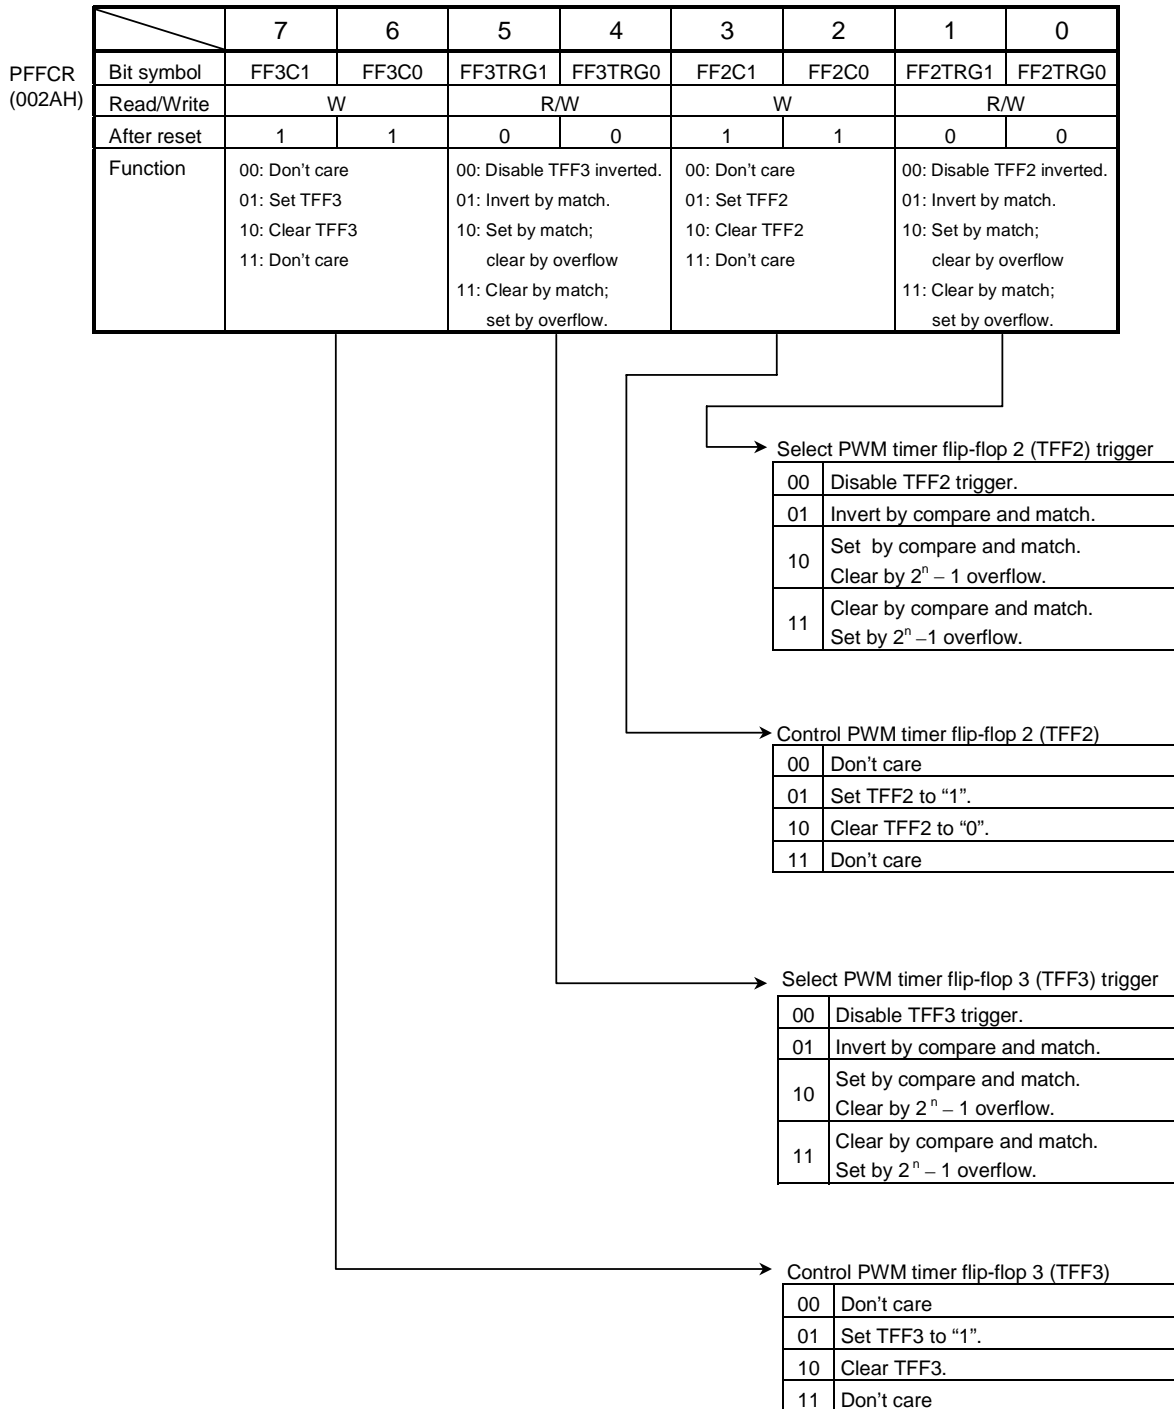 7 6 5 4 3 2 1 0
PFFCR
(002AH)
Bit symbol FF3C1 FF3C0 FF3TRG1 FF3TRG0 FF2C1 FF2C0 FF2TRG1 FF2TRG0
Read/Write W R/W W R/W
After reset 1 1 0 0 1 1 0 0
Function
00: Don’t care
01: Set TFF3
10: Clear TFF3
11: Don’t care
00: Disable TFF3 inverted.
01: Invert by match.
10: Set by match;
clear by overflow
11: Clear by match;
set by overflow.
00: Don’t care
01: Set TFF2
10: Clear TFF2
11: Don’t care
00: Disable TFF2 inverted.
01: Invert by match.
10: Set by match;
clear by overflow
11: Clear by match;
set by overflow.
Select PWM timer flip-flop 2 (TFF2) trigger
00 Disable TFF2 trigger.
01 Invert by compare and match.
10 Set by compare and match.
Clear by 2ⁿ – 1 overflow.
11 Clear by compare and match.
Set by 2ⁿ –1 overflow.
Control PWM timer flip-flop 2 (TFF2)
00 Don’t care
01 Set TFF2 to “1”.
10 Clear TFF2 to “0”.
11 Don’t care
Select PWM timer flip-flop 3 (TFF3) trigger
00 Disable TFF3 trigger.
01 Invert by compare and match.
10 Set by compare and match.
Clear by 2ⁿ – 1 overflow.
11 Clear by compare and match.
Set by 2ⁿ – 1 overflow.
Control PWM timer flip-flop 3 (TFF3)
00 Don’t care
01 Set TFF3 to “1”.
10 Clear TFF3.
11 Don’t care